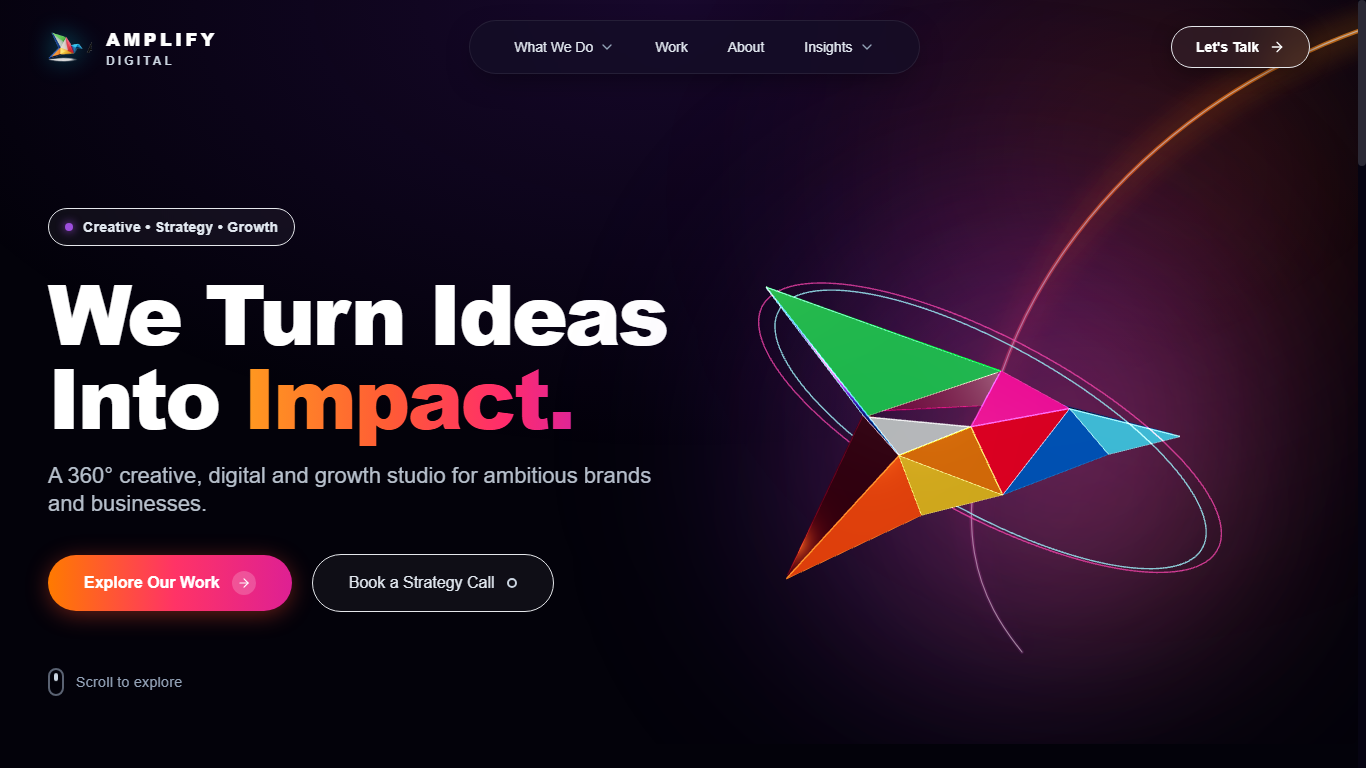 AMPLIFY
DIGITAL
What We Do
Work
About
Insights
Let's Talk
Creative • Strategy • Growth
We Turn Ideas
Into Impact.
A 360° creative, digital and growth studio for ambitious brands
and businesses.
Explore Our Work
Book a Strategy Call
Scroll to explore